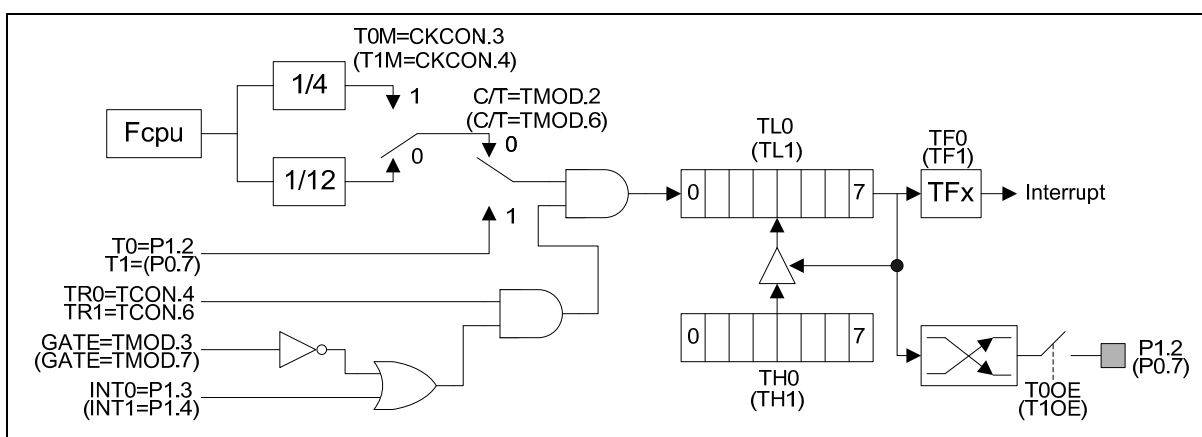 T0M=CKCON.3
(T1M=CKCON.4)
1/4
1
C/T=TMOD.2
(C/T=TMOD.6)
Fcpu
0
0
1/12
TL0
(TL1)
TF0
(TF1)
0
7
TFx
Interrupt
1
T0=P1.2
T1=(P0.7)
TR0=TCON.4
TR1=TCON.6
GATE=TMOD.3
(GATE=TMOD.7)
INT0=P1.3
(INT1=P1.4)
0
7
TH0
(TH1)
P1.2
(P0.7)
T0OE
(T1OE)